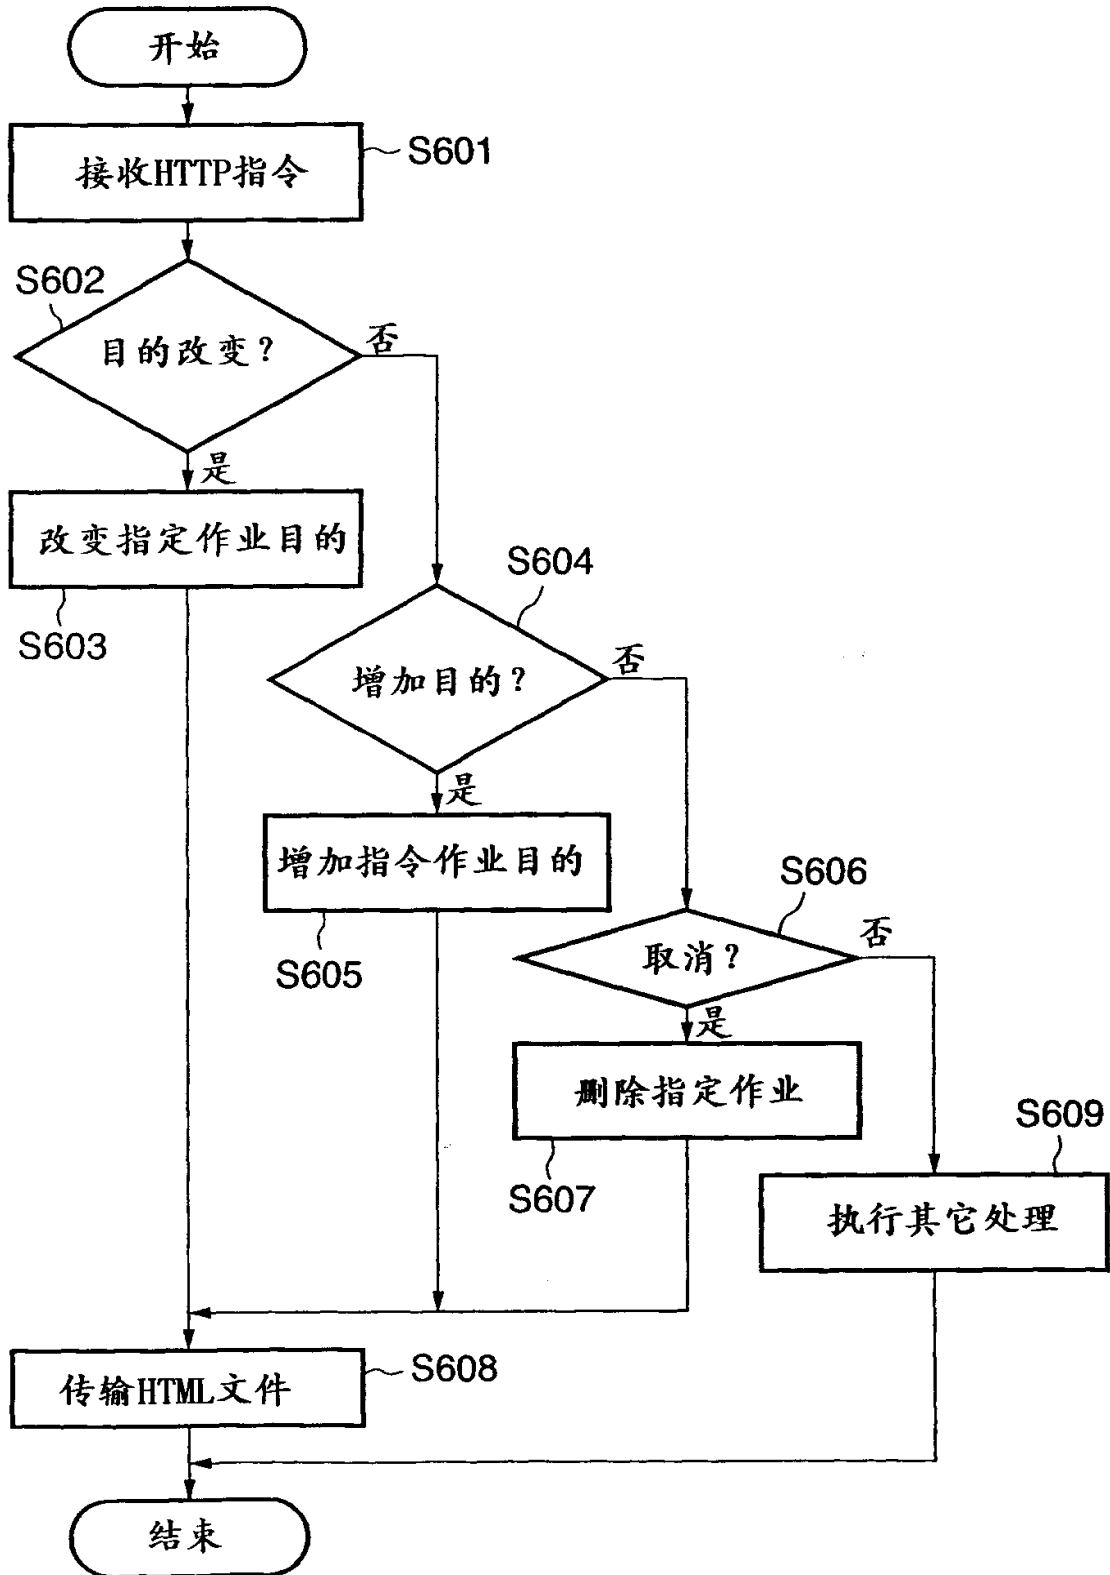 开始
接收HTTP指令
S601
S602
目的改变?
否
是
改变指定作业目的
S603
S604
增加目的?
否
是
增加指令作业目的
S605
S606
取消?
否
是
删除指定作业
S607
S609
执行其它处理
传输HTML文件
S608
结束